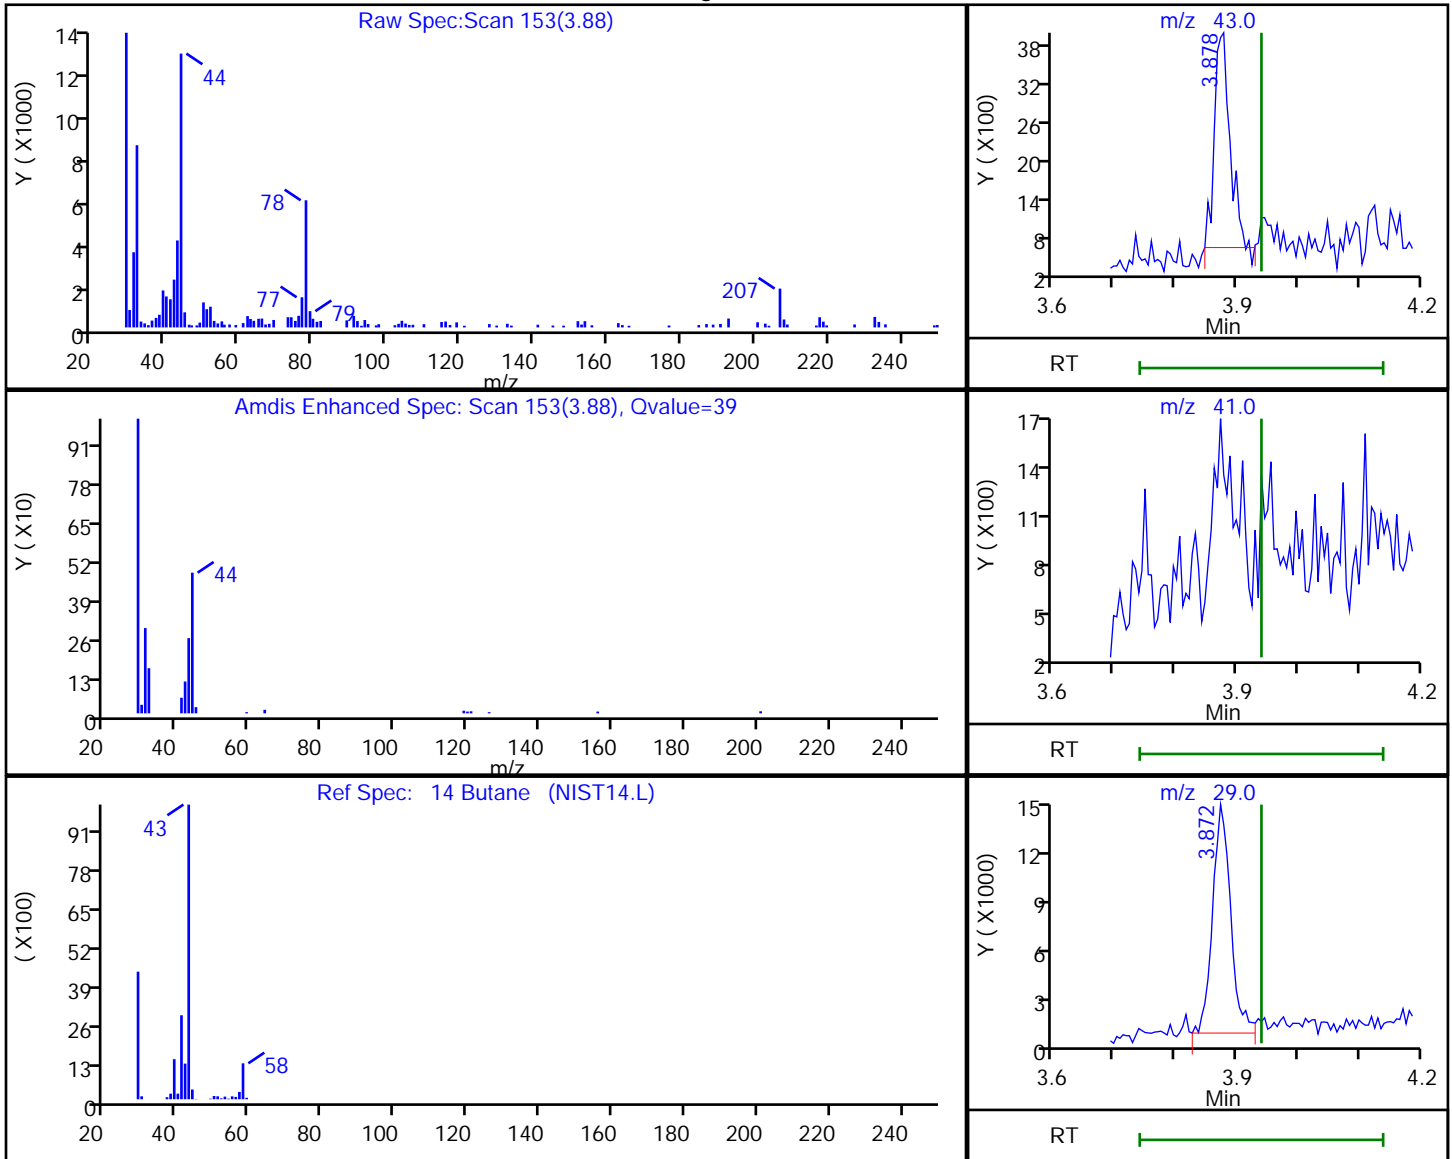 Raw Spec:Scan 153(3.88)
Y ( X1000)
14
12
10
8
6
4
2
0
44
78
77
79
207
20 40 60 80 100 120 140 160 180 200 220 240
m/z
m/z 43.0
Y ( X100)
38
32
26
20
14
8
2
3.878
3.6 3.9 4.2
Min
RT
Amdis Enhanced Spec: Scan 153(3.88), Qvalue=39
Y ( X10)
91
78
65
52
39
26
13
0
44
20 40 60 80 100 120 140 160 180 200 220 240
m/z
m/z 41.0
Y ( X100)
17
14
11
8
5
2
3.6 3.9 4.2
Min
RT
Ref Spec: 14 Butane (NIST14.L)
( X100)
91
78
65
52
39
26
13
0
43
58
20 40 60 80 100 120 140 160 180 200 220 240
m/z 29.0
Y ( X1000)
15
12
9
6
3
0
3.872
3.6 3.9 4.2
Min
RT